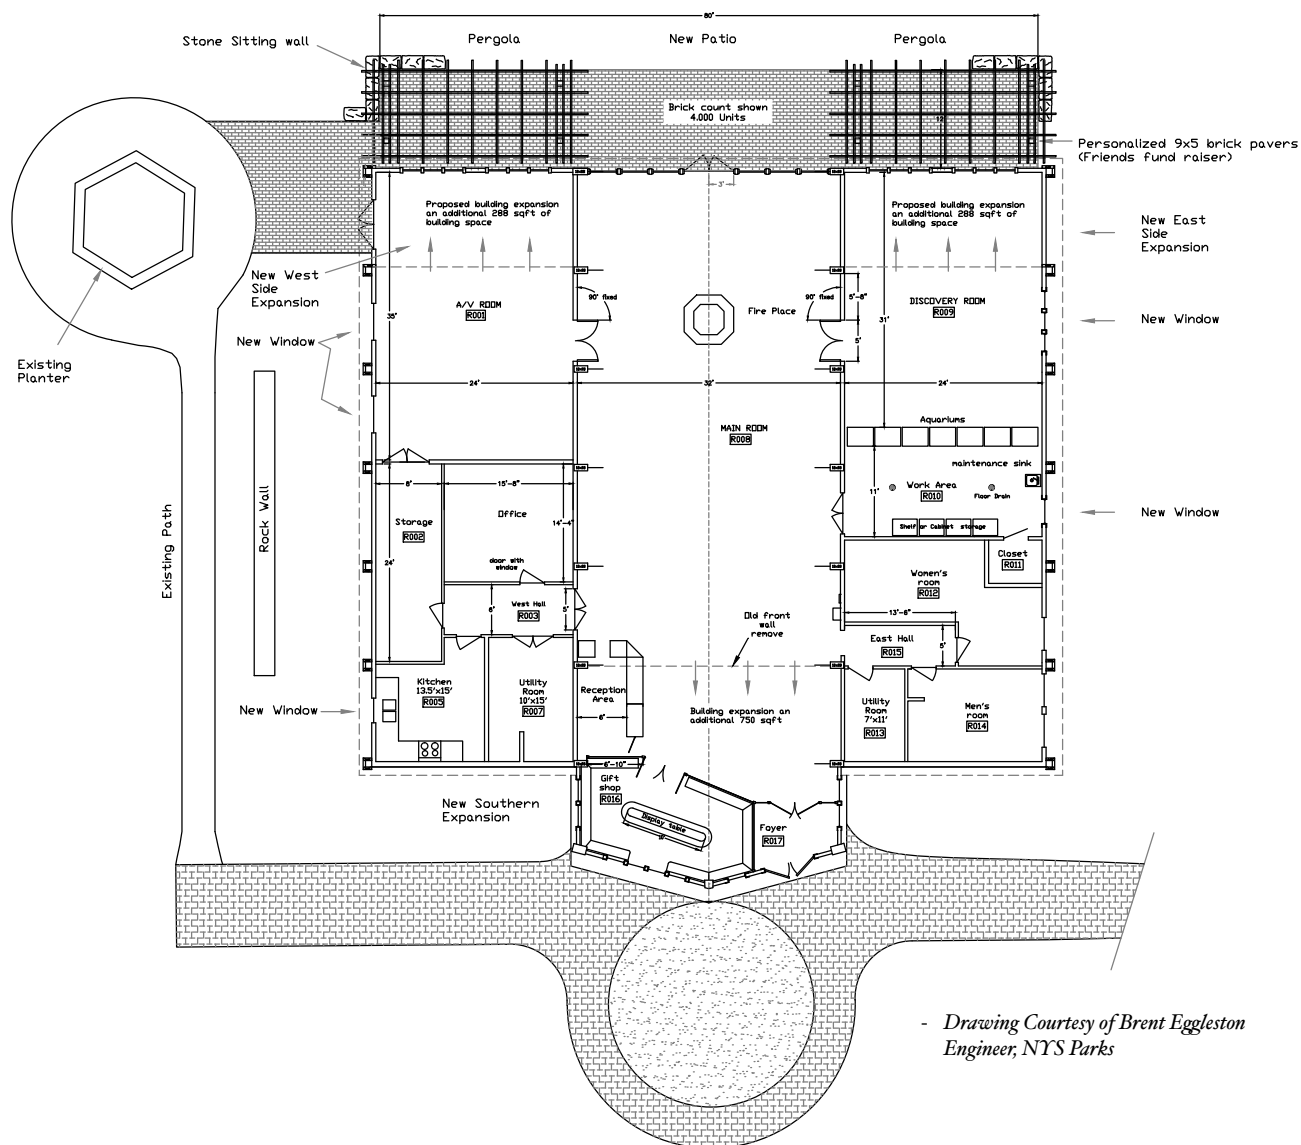 80'
Stone Sitting wall
Pergola
New Patio
Pergola
Brick count shown
4.000 Units
12'
Personalized 9x5 brick pavers
(Friends fund raiser)
3'
Proposed building expansion
an additional 288 sqft of
building space
Proposed building expansion
an additional 288 sqft of
building space
New East
Side
Expansion
New West
Side
Expansion
A/V ROOM
R001
90° fixed
Fire Place
90° fixed
5'-8"
DISCOVERY ROOM
R009
35'
31'
New Window
New Window
5'
Existing
Planter
24'
32'
24'
MAIN ROOM
R008
Aquariums
maintenance sink
8'
15'-8"
11'
Work Area
R010
Floor Drain
Rock Wall
Existing Path
Storage
R002
Office
14'-4"
Shelf or Cabinet storage
New Window
24'
door with
window
Closet
R011
Women's
room
R012
6'
West Hall
R003
5'
13'-6"
Old front
wall
remove
East Hall
R015
5'
Kitchen
13.5'x15'
R005
Utility
Room
10'x15'
R007
Reception
Area
6'
Building expansion an
additional 750 sqft
Utility
Room
7'x11'
R013
Men's
room
R014
New Window
6'-10"
Gift
shop
R016
New Southern
Expansion
Display table
Foyer
R017
- Drawing Courtesy of Brent Eggleston
Engineer, NYS Parks